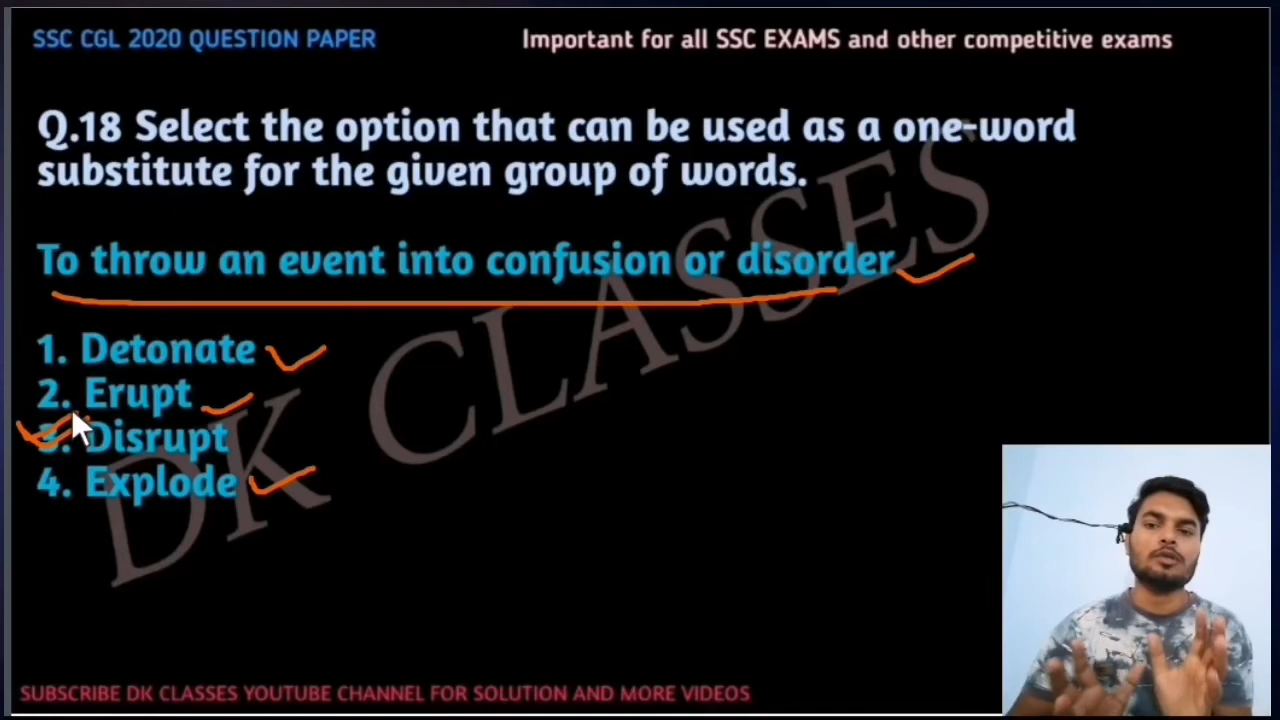 SSC CGL 2020 QUESTION PAPER
Important for all SSC EXAMS and other competitive exams
Q.18 Select the option that can be used as a one-word
substitute for the given group of words.
To throw an event into confusion or disorder
1. Detonate
2. Erupt
3. Disrupt
4. Explode
DK CLASSES
SUBSCRIBE DK CLASSES YOUTUBE CHANNEL FOR SOLUTION AND MORE VIDEOS